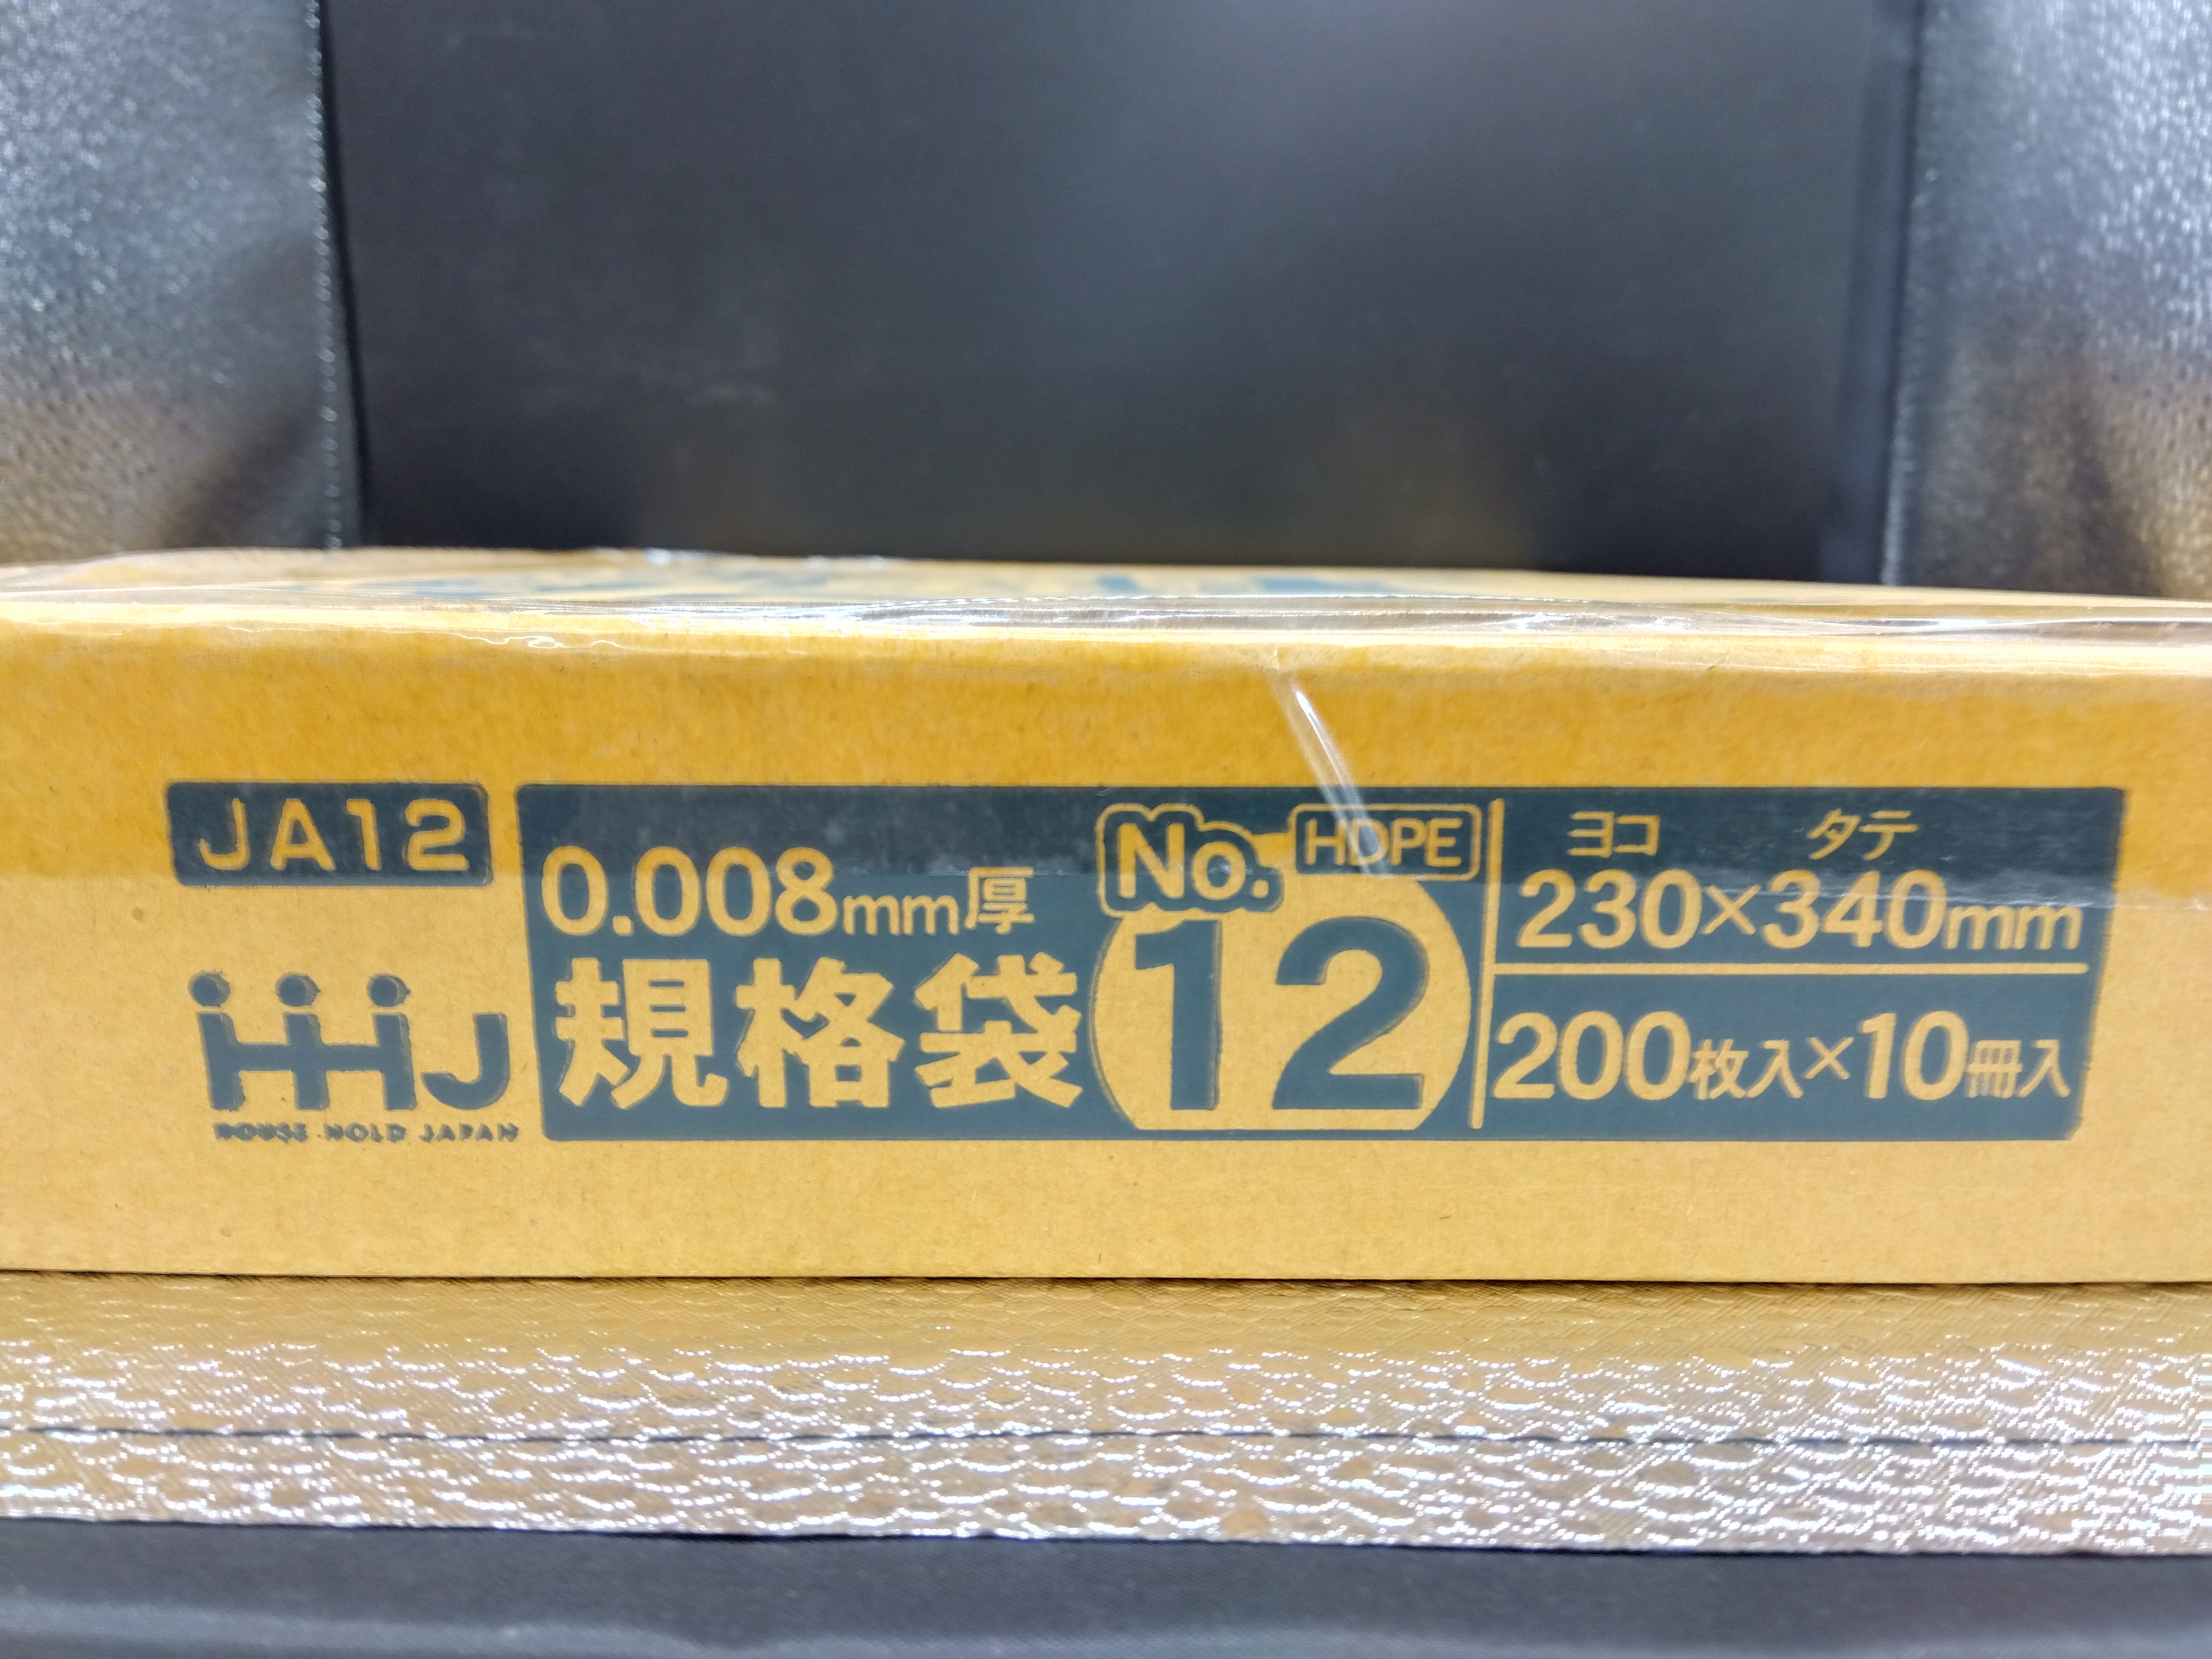 JA12
HHJ
HOUSE HOLD JAPAN
0.008mm厚
規格袋
No.12
HDPE
ヨコ タテ
230×340mm
200枚入×10冊入